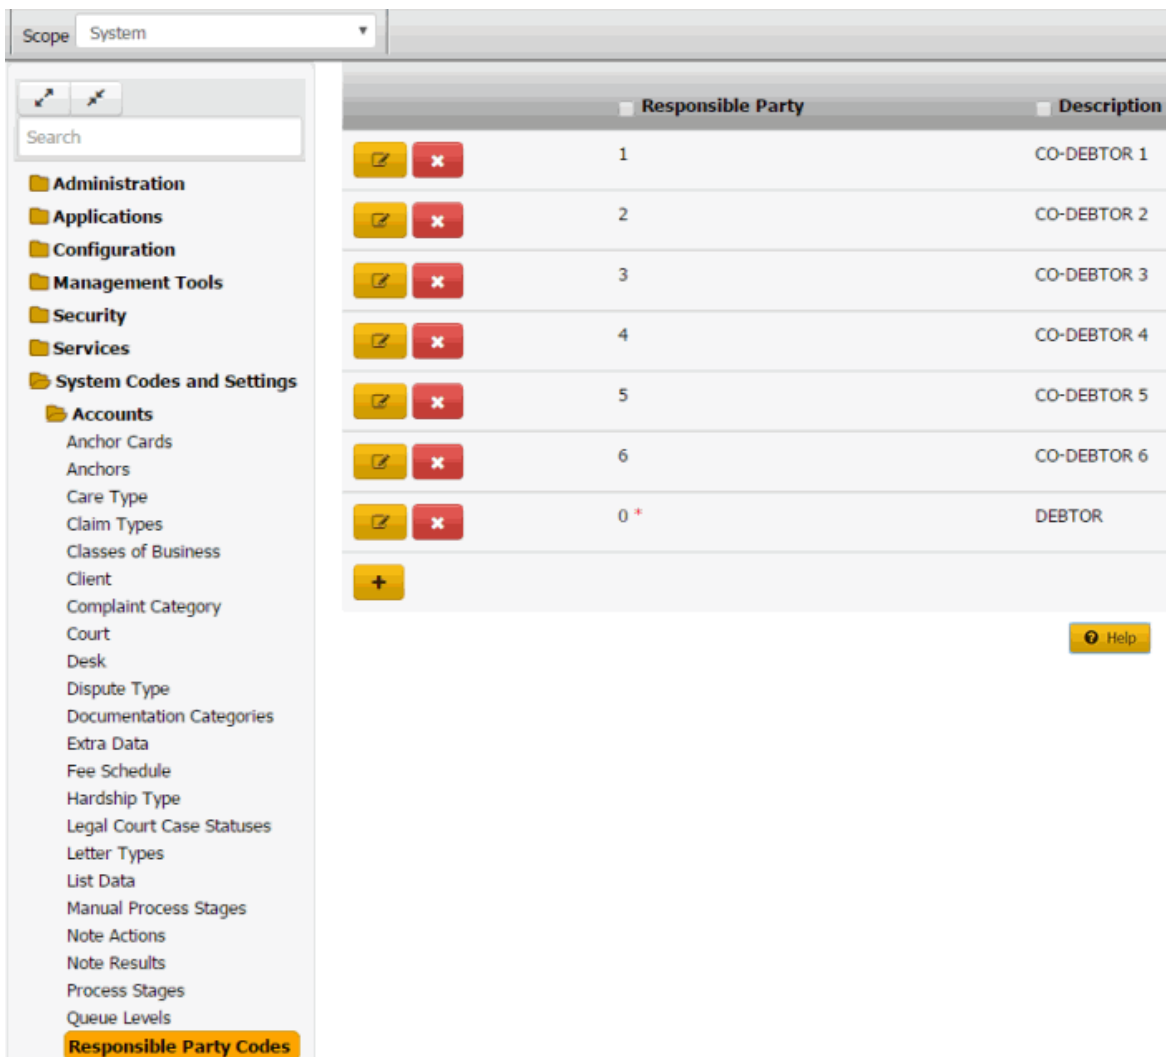 Scope System
Search
Administration
Applications
Configuration
Management Tools
Security
Services
System Codes and Settings
Accounts
Anchor Cards
Anchors
Care Type
Claim Types
Classes of Business
Client
Complaint Category
Court
Desk
Dispute Type
Documentation Categories
Extra Data
Fee Schedule
Hardship Type
Legal Court Case Statuses
Letter Types
List Data
Manual Process Stages
Note Actions
Note Results
Process Stages
Queue Levels
Responsible Party Codes
Responsible Party Description
1 CO-DEBTOR 1
2 CO-DEBTOR 2
3 CO-DEBTOR 3
4 CO-DEBTOR 4
5 CO-DEBTOR 5
6 CO-DEBTOR 6
0 * DEBTOR
Help